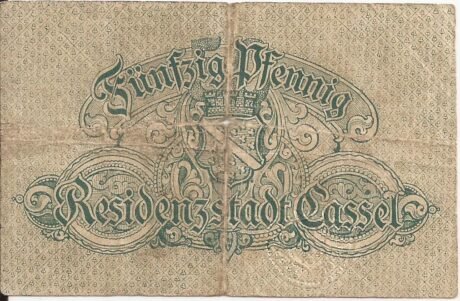 Fünfzig Pfennig
Residenzstadt Cassel